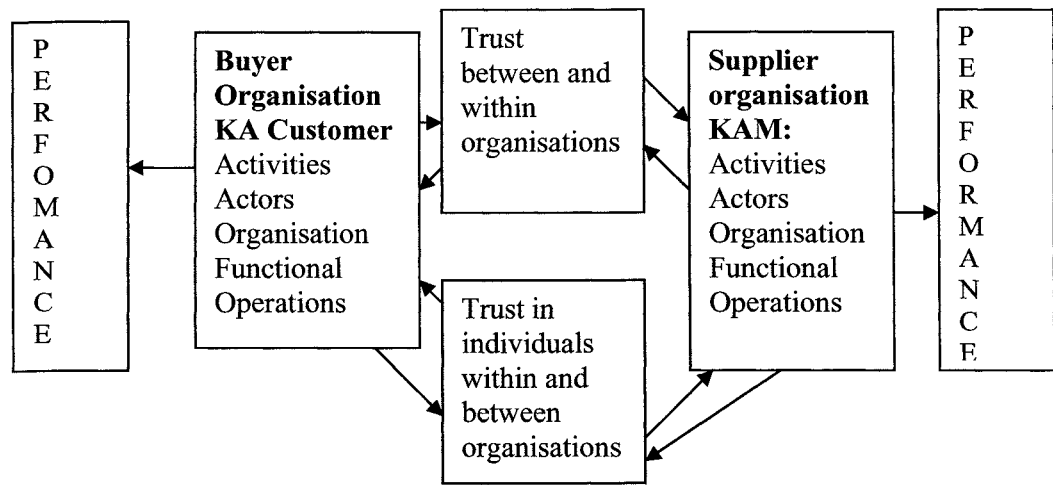 P
E
R
F
O
M
A
N
C
E
Buyer
Organisation
KA Customer
Activities
Actors
Organisation
Functional
Operations
Trust
between and
within
organisations
Trust in
individuals
within and
between
organisations
Supplier
organisation
KAM:
Activities
Actors
Organisation
Functional
Operations
P
E
R
F
O
R
M
A
N
C
E